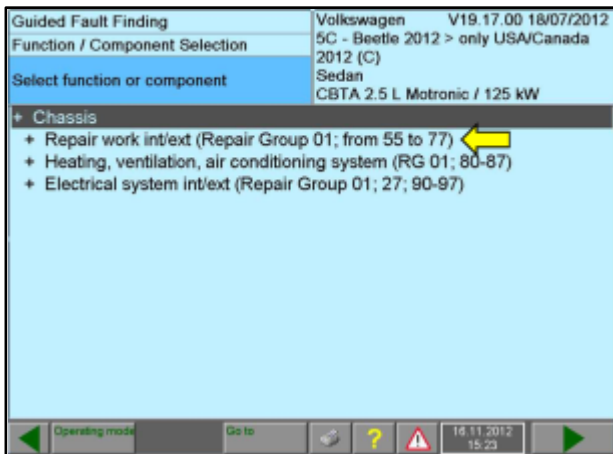 Guided Fault Finding
Function / Component Selection
Select function or component
Volkswagen V19.17.00 18/07/2012
5C - Beetle 2012 > only USA/Canada
2012 (C)
Sedan
CBTA 2.5 L Motronic / 125 kW
+ Chassis
+ Repair work int/ext (Repair Group 01; from 55 to 77)
+ Heating, ventilation, air conditioning system (RG 01; 80-87)
+ Electrical system int/ext (Repair Group 01; 27; 90-97)
Operating mode
Go to
?
16.11.2012
15:23